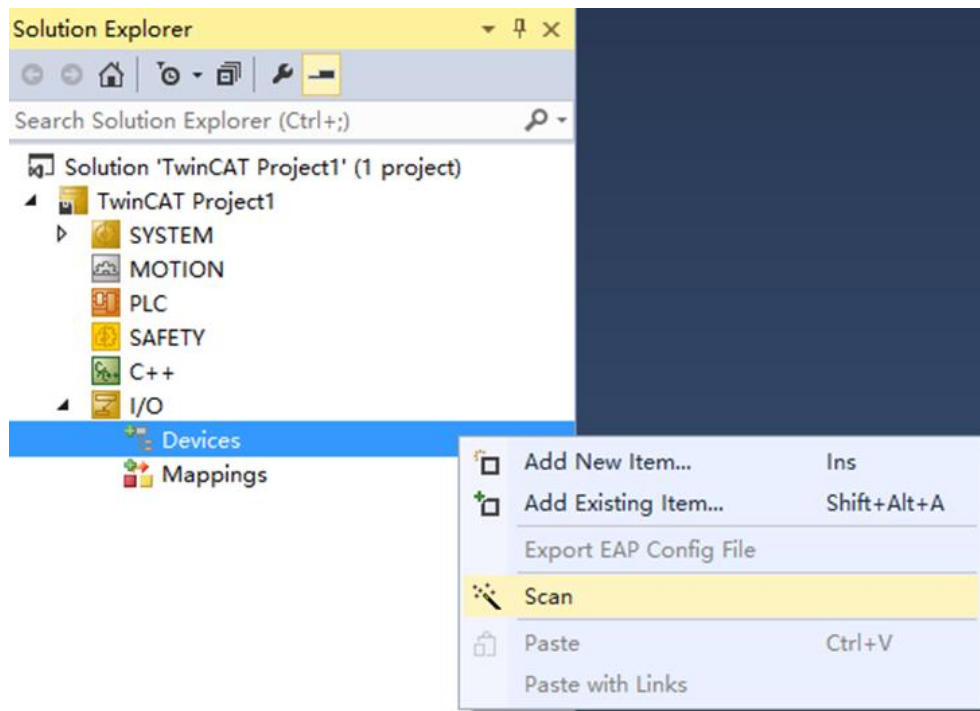 Solution Explorer
Search Solution Explorer (Ctrl+;)
Solution 'TwinCAT Project1' (1 project)
TwinCAT Project1
SYSTEM
MOTION
PLC
SAFETY
C++
I/O
Devices
Mappings
Add New Item... Ins
Add Existing Item... Shift+Alt+A
Export EAP Config File
Scan
Paste Ctrl+V
Paste with Links